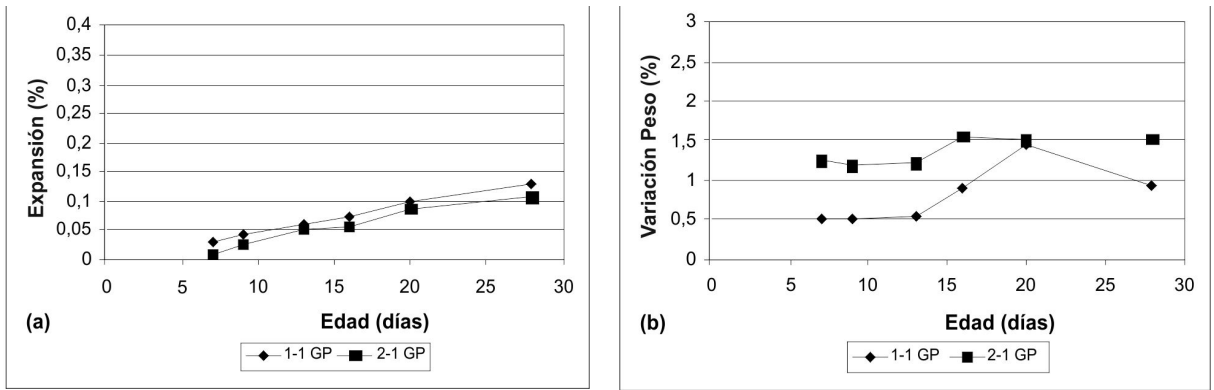 0,4
0,35
0,3
0,25
0,2
0,15
0,1
0,05
0
Expansión (%)
0 5 10 15 20 25 30
(a)
Edad (días)
1-1 GP 2-1 GP
3
2,5
2
1,5
1
0,5
0
Variación Peso (%)
0 5 10 15 20 25 30
(b)
Edad (días)
1-1 GP 2-1 GP